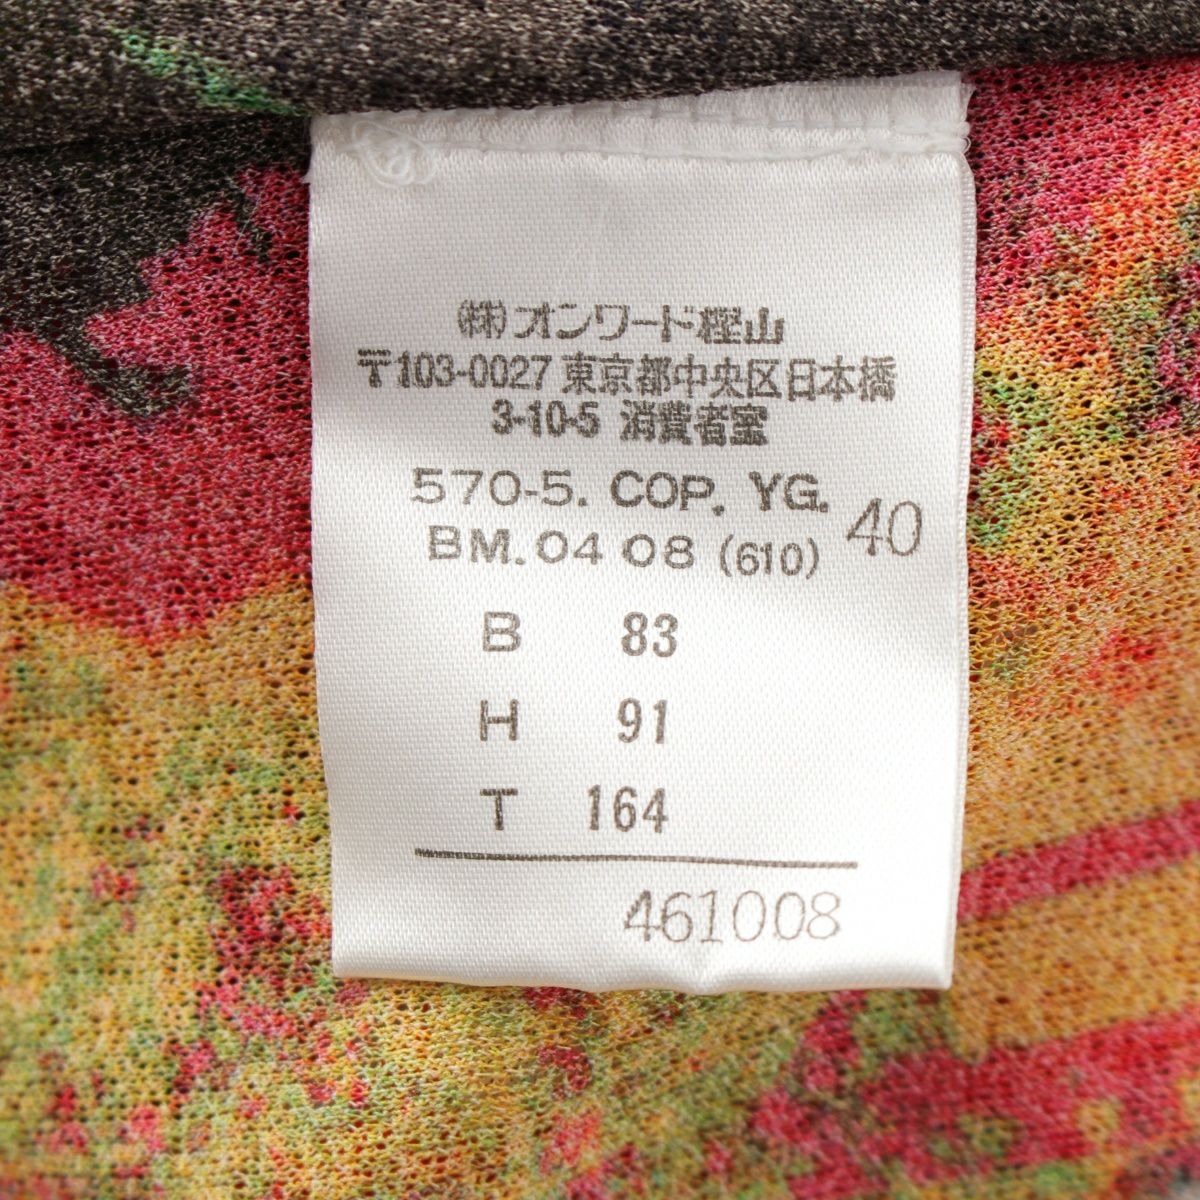 ㈱オンワード樫山
〒103-0027 東京都中央区日本橋
3-10-5 消費者室
570-5. COP. YG. 40
BM. 04 08 (610)
B 83
H 91
T 164
461008